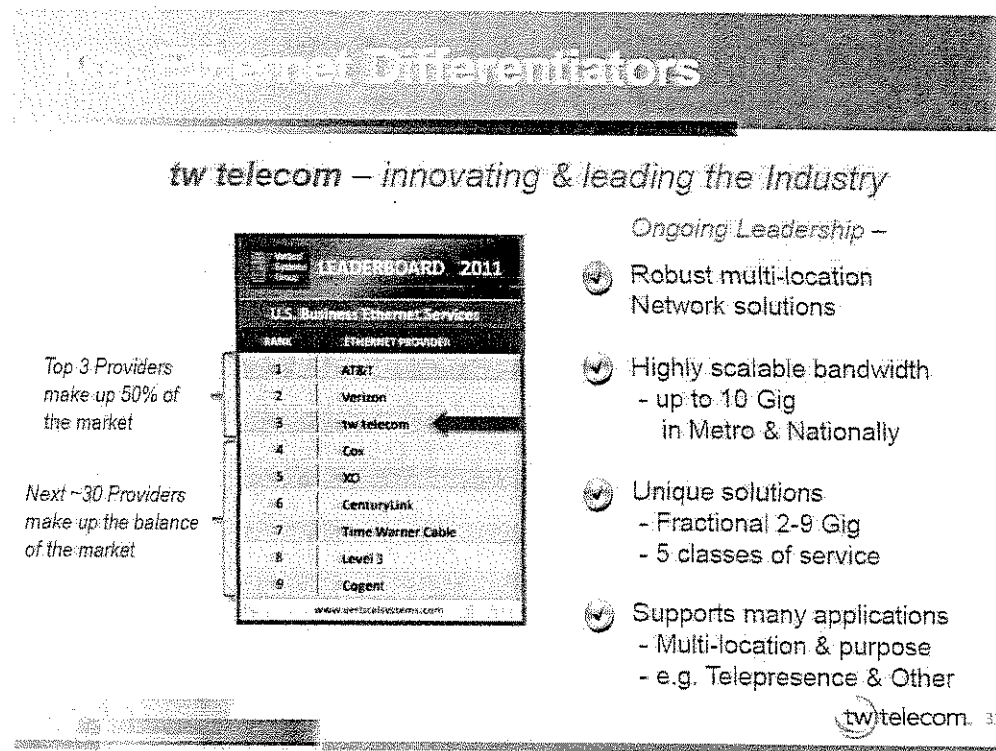 Ethernet Differentiators
tw telecom – innovating & leading the Industry
Vertical
Systems
Group
LEADERBOARD 2011
U.S. Business Ethernet Services
RANK ETHERNET PROVIDER
1 AT&T
2 Verizon
3 tw telecom
4 Cox
5 XO
6 CenturyLink
7 Time Warner Cable
8 Level 3
9 Cogent
www.verticalsystems.com
Top 3 Providers
make up 50% of
the market
Next ~30 Providers
make up the balance
of the market
Ongoing Leadership –
Robust multi-location
Network solutions
Highly scalable bandwidth
- up to 10 Gig
in Metro & Nationally
Unique solutions
- Fractional 2-9 Gig
- 5 classes of service
Supports many applications
- Multi-location & purpose
- e.g. Telepresence & Other
tw telecom